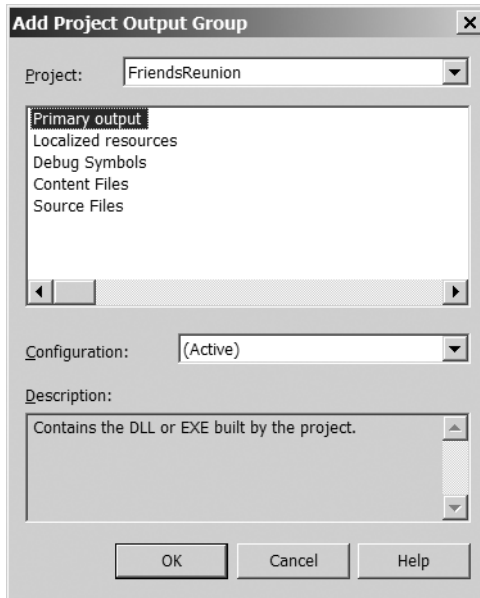 Add Project Output Group
Project: FriendsReunion
Primary output
Localized resources
Debug Symbols
Content Files
Source Files
Configuration: (Active)
Description:
Contains the DLL or EXE built by the project.
OK Cancel Help